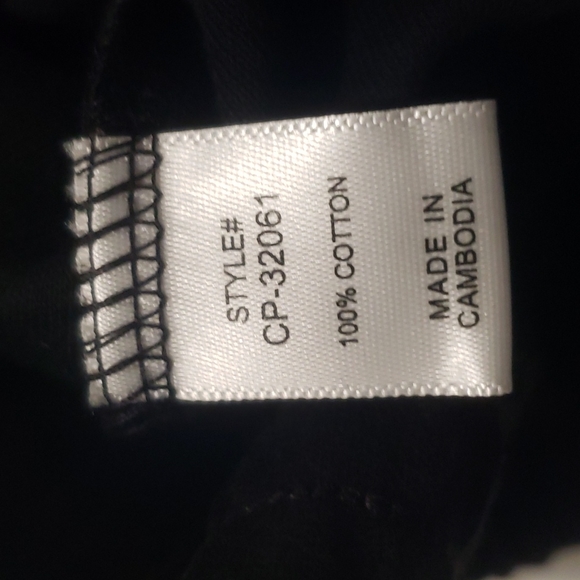 STYLE#
CP-32061
100% COTTON
MADE IN
CAMBODIA